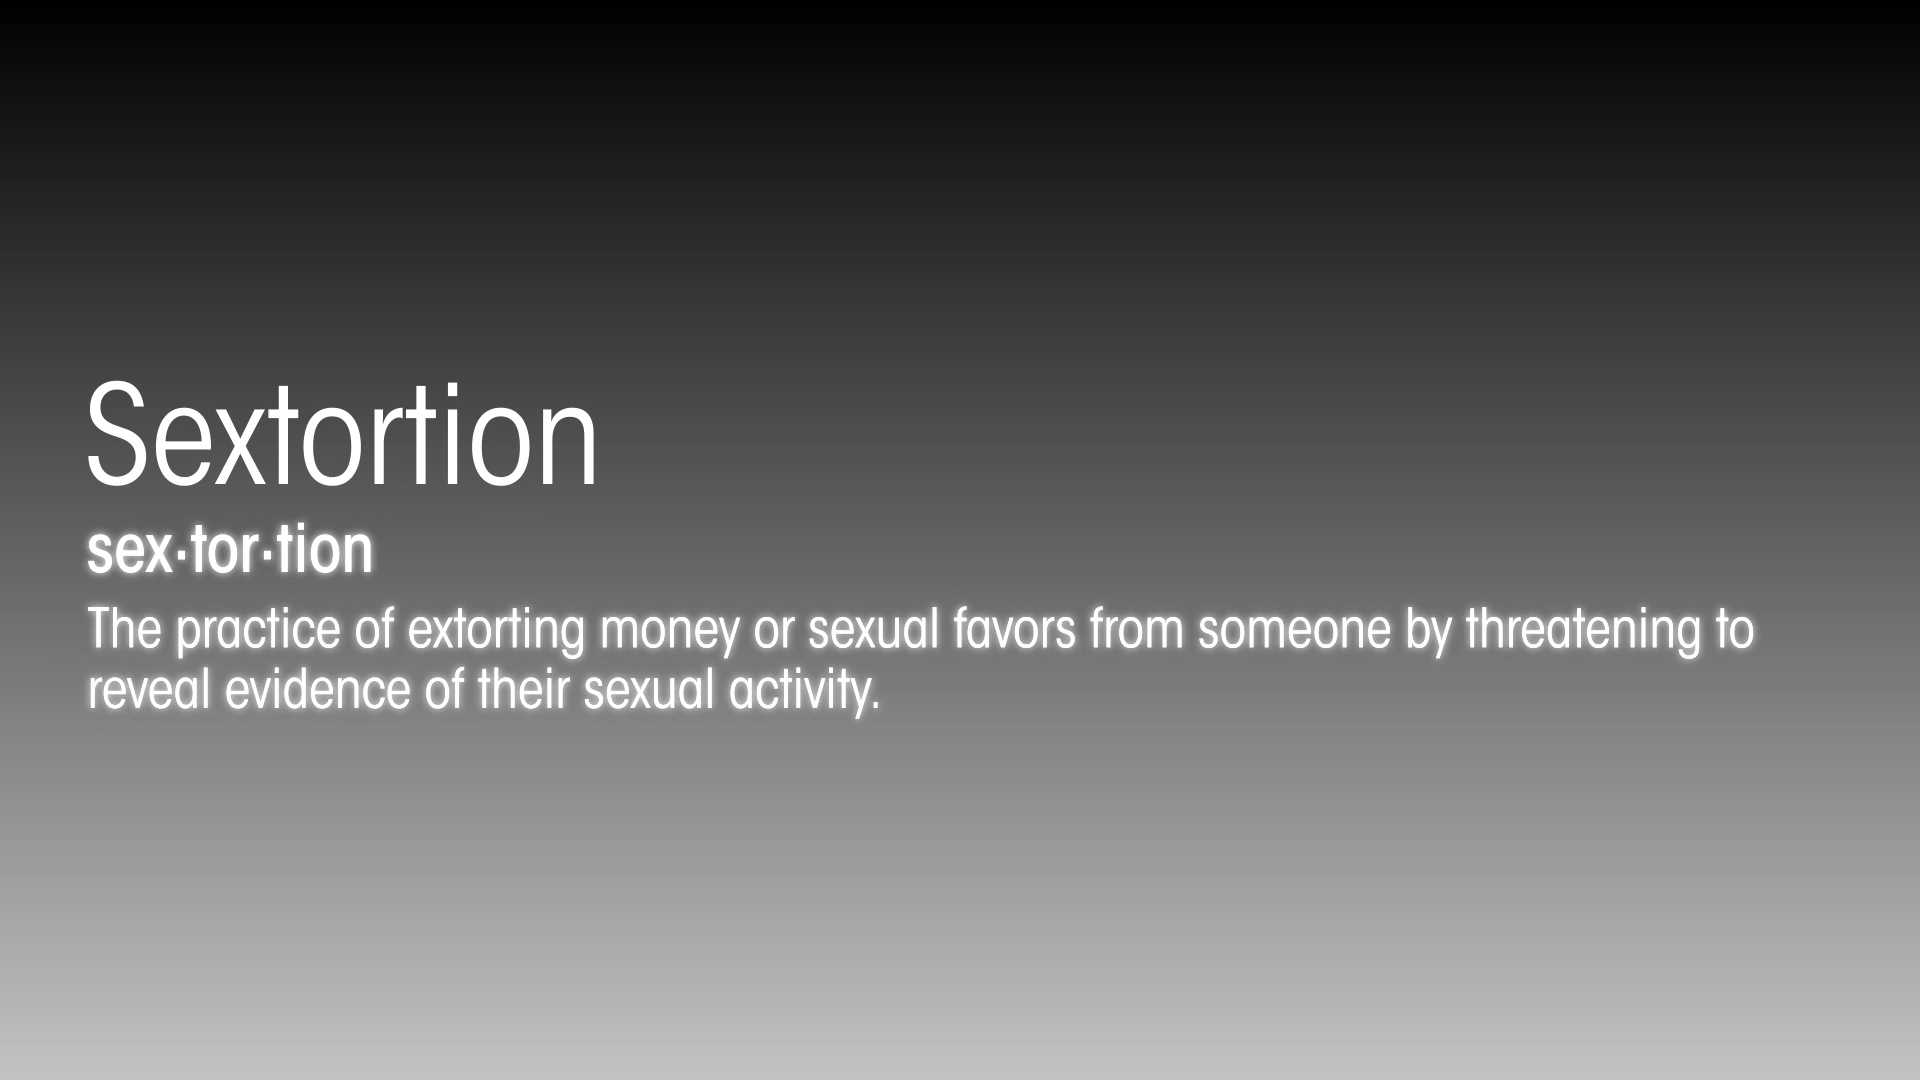 Sextortion
sex·tor·tion
The practice of extorting money or sexual favors from someone by threatening to
reveal evidence of their sexual activity.